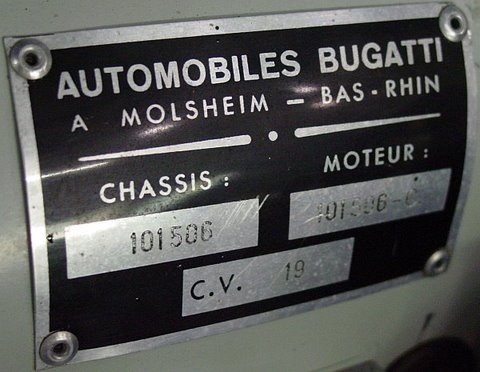 AUTOMOBILES BUGATTI
A MOLSHEIM - BAS-RHIN
CHASSIS : MOTEUR :
101506 101506-C
C.V. 19